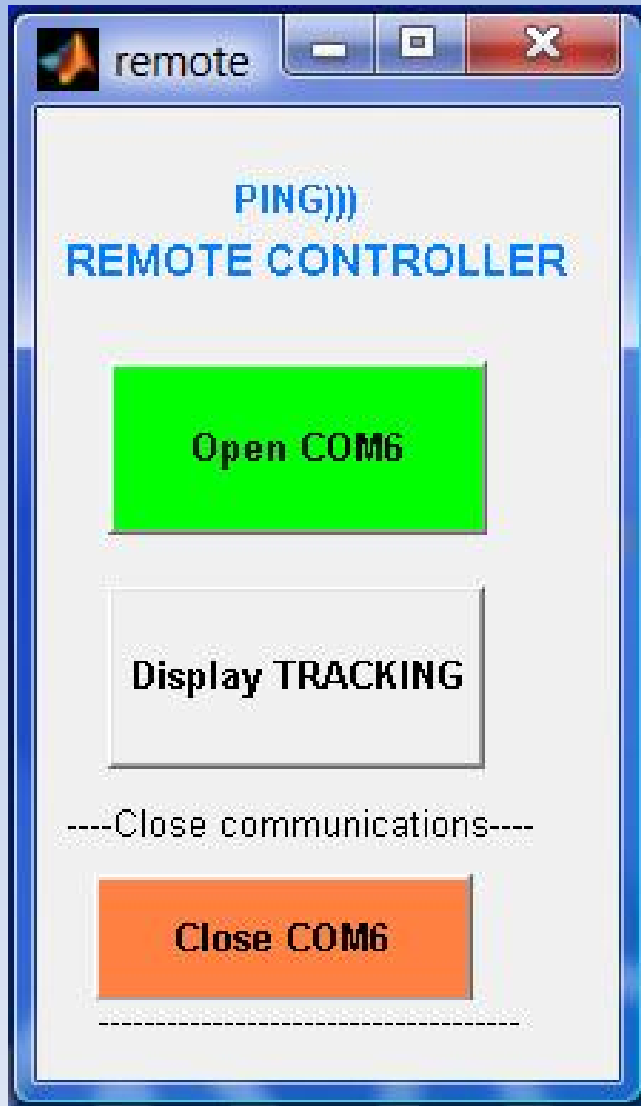 remote
PING)))
REMOTE CONTROLLER
Open COM6
Display TRACKING
----Close communications----
Close COM6
-----------------------------------